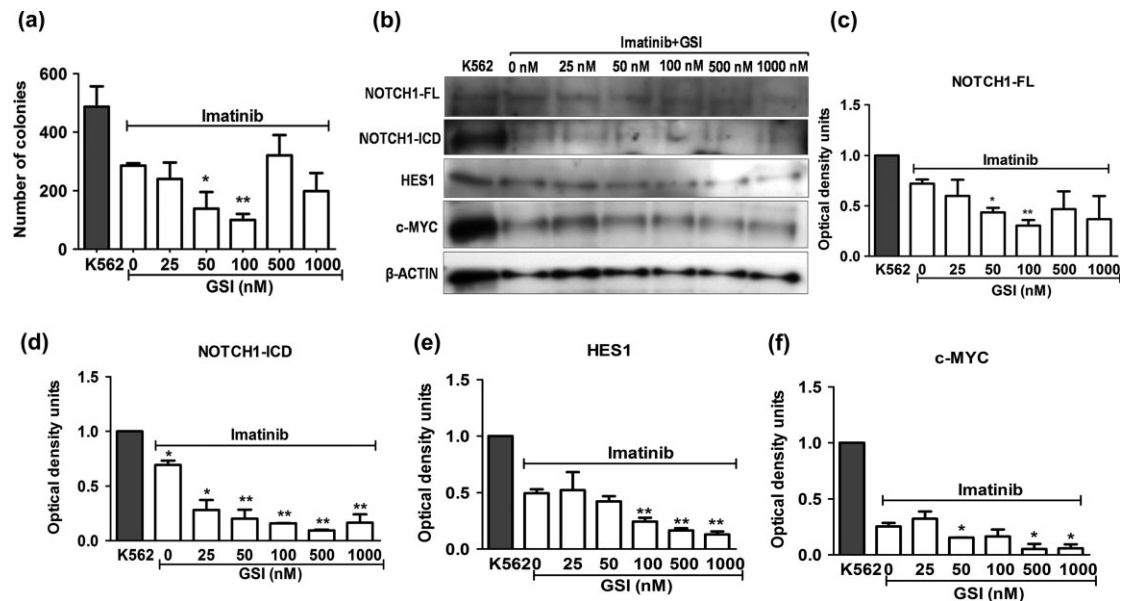 (a)
Number of colonies
600
400
200
0
Imatinib
*
**
K562 0 25 50 100 500 1000
GSI (nM)
(b)
Imatinib+GSI
K562 0 nM 25 nM 50 nM 100 nM 500 nM 1000 nM
NOTCH1-FL
NOTCH1-ICD
HES1
c-MYC
β-ACTIN
(c)
NOTCH1-FL
Optical density units
1.5
1.0
0.5
0.0
Imatinib
*
**
K562 0 25 50 100 500 1000
GSI (nM)
(d)
NOTCH1-ICD
Optical density units
1.5
1.0
0.5
0.0
Imatinib
*
* ** ** ** **
K562 0 25 50 100 500 1000
GSI (nM)
(e)
HES1
Optical density units
1.5
1.0
0.5
0.0
Imatinib
** ** **
K562 0 25 50 100 500 1000
GSI (nM)
(f)
c-MYC
Optical density units
1.5
1.0
0.5
0.0
Imatinib
* * *
K562 0 25 50 100 500 1000
GSI (nM)